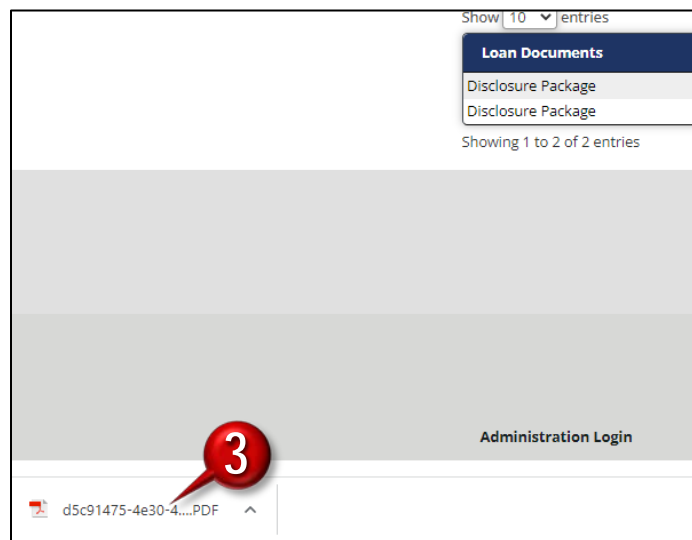 Show 10 entries
Loan Documents
Disclosure Package
Disclosure Package
Showing 1 to 2 of 2 entries
Administration Login
3
d5c91475-4e30-4....PDF